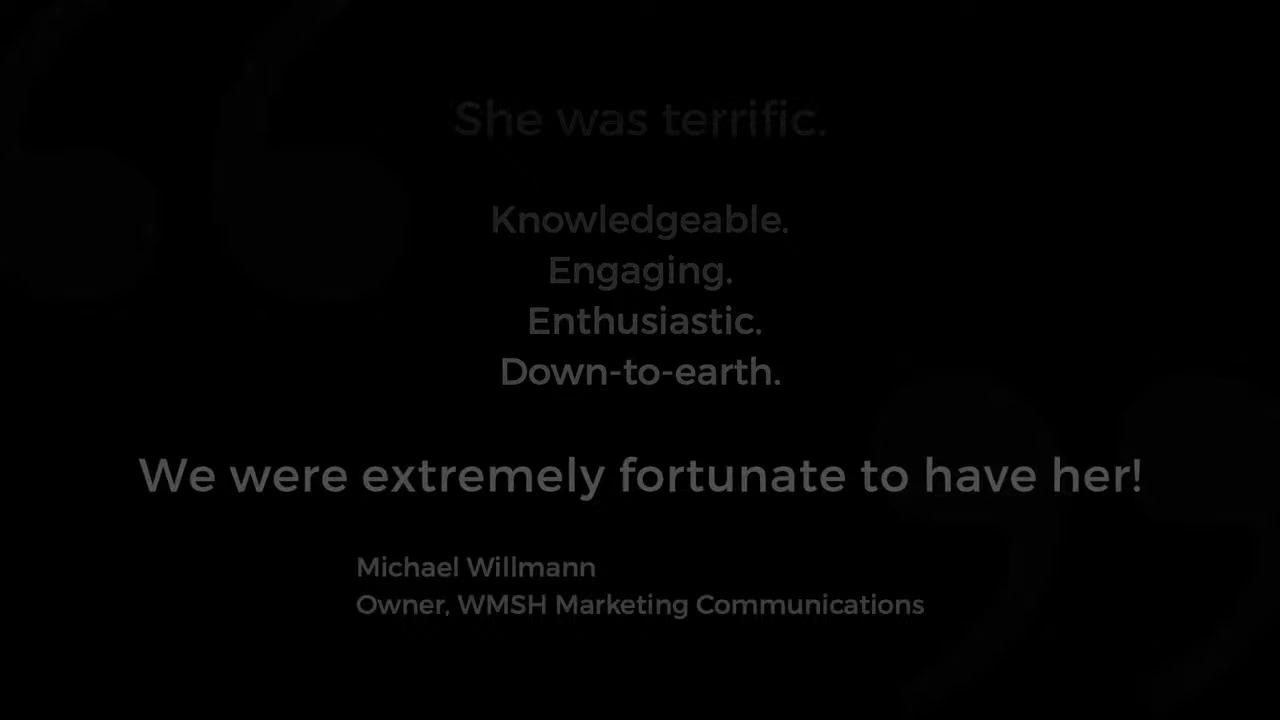 She was terrific.
Knowledgeable.
Engaging.
Enthusiastic.
Down-to-earth.
We were extremely fortunate to have her!
Michael Willmann
Owner, WMSH Marketing Communications